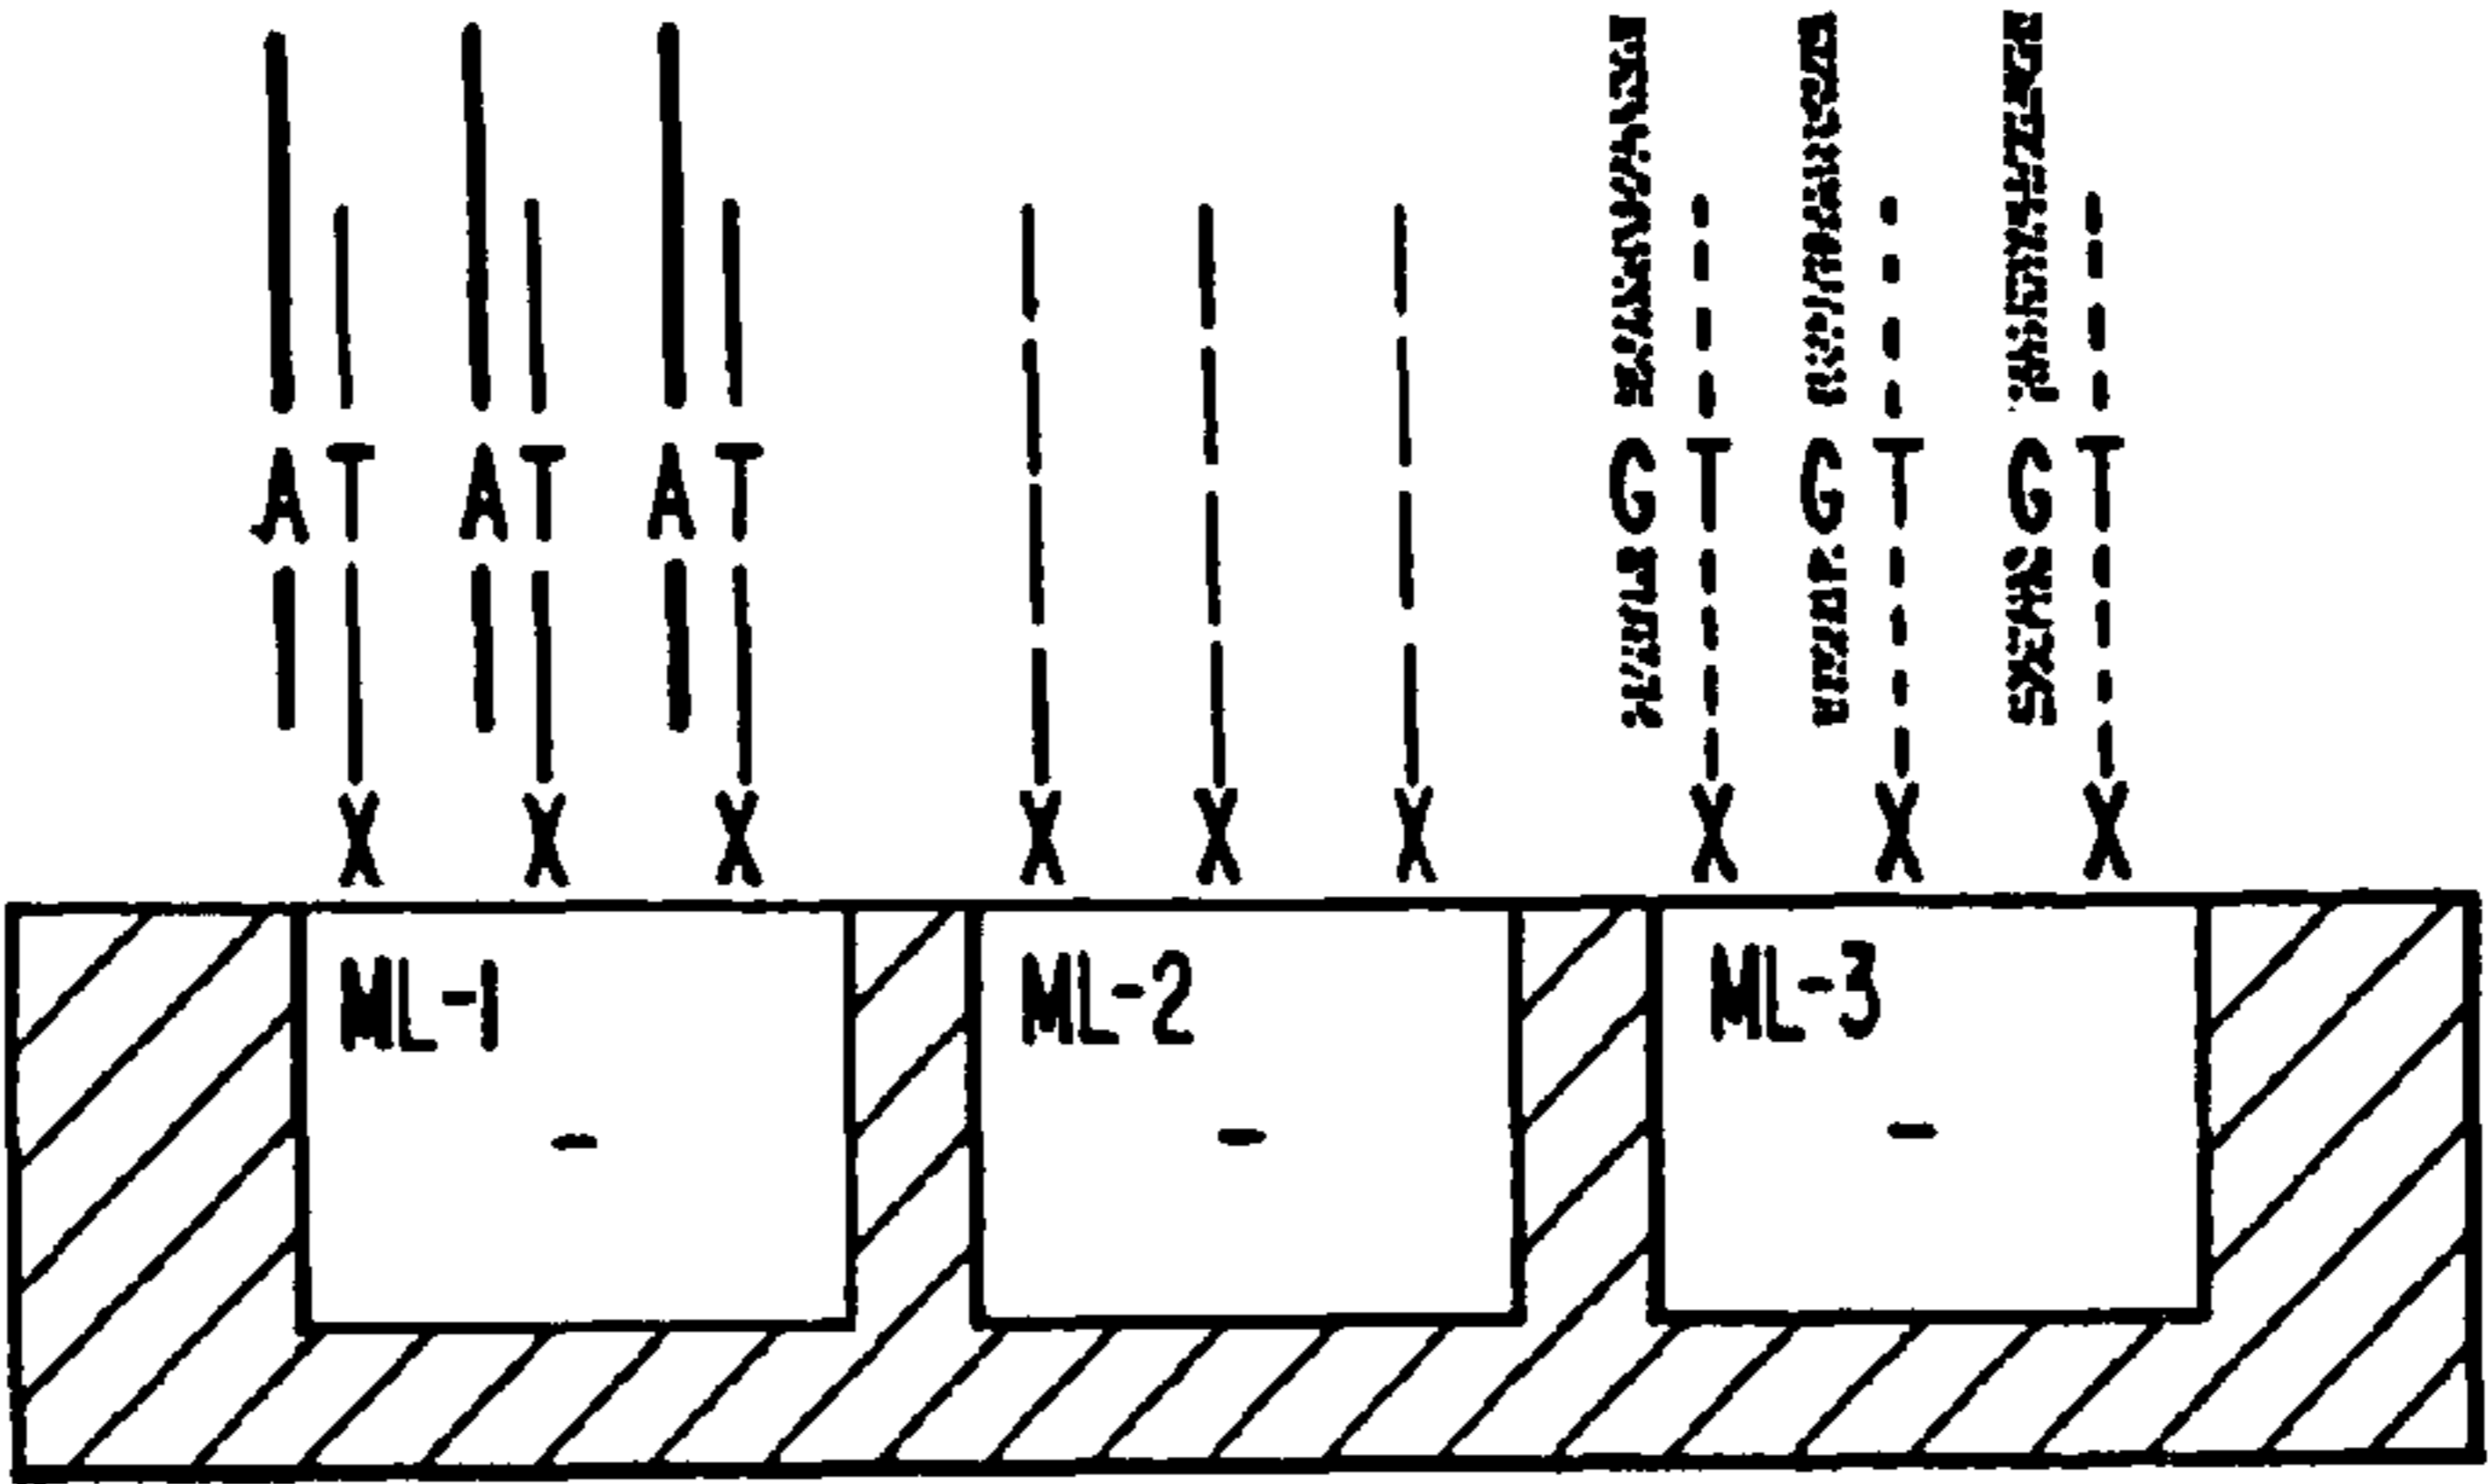 A T A T A T G T G T G T
X X X X X X X X X
ML-1 ML-2 ML-3
- - -